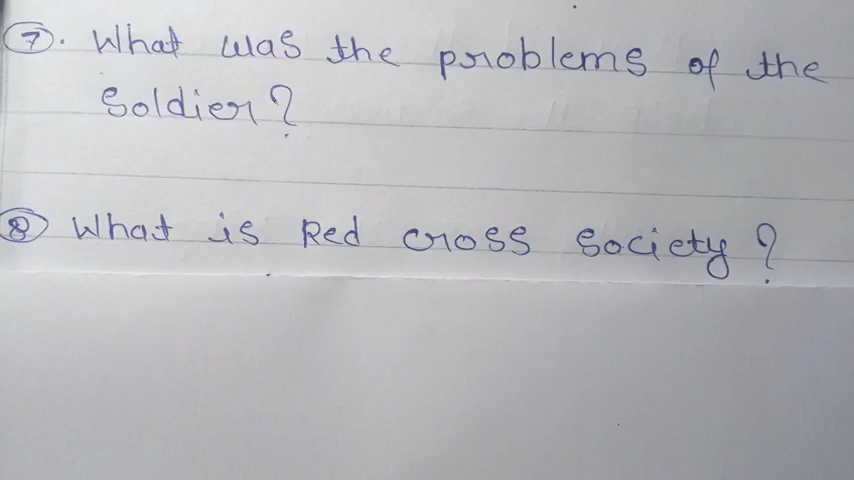 7. What was the problems of the
Soldier?
8 What is Red cross society?